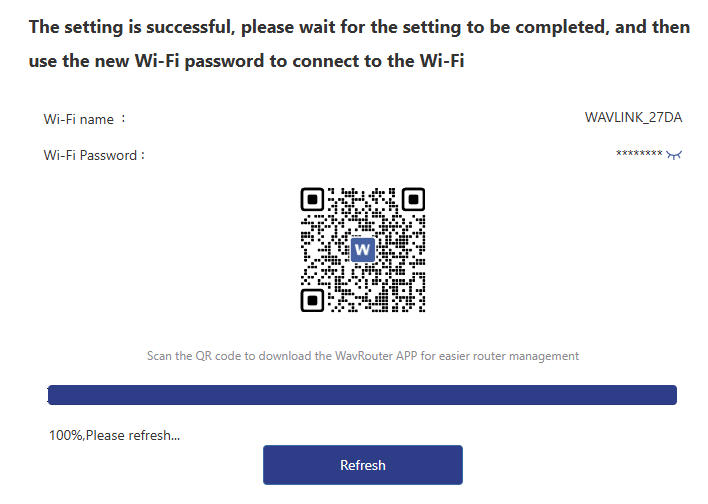 The setting is successful, please wait for the setting to be completed, and then
use the new Wi-Fi password to connect to the Wi-Fi
Wi-Fi name : WAVLINK_27DA
Wi-Fi Password : ********
W
Scan the QR code to download the WavRouter APP for easier router management
100%,Please refresh...
Refresh